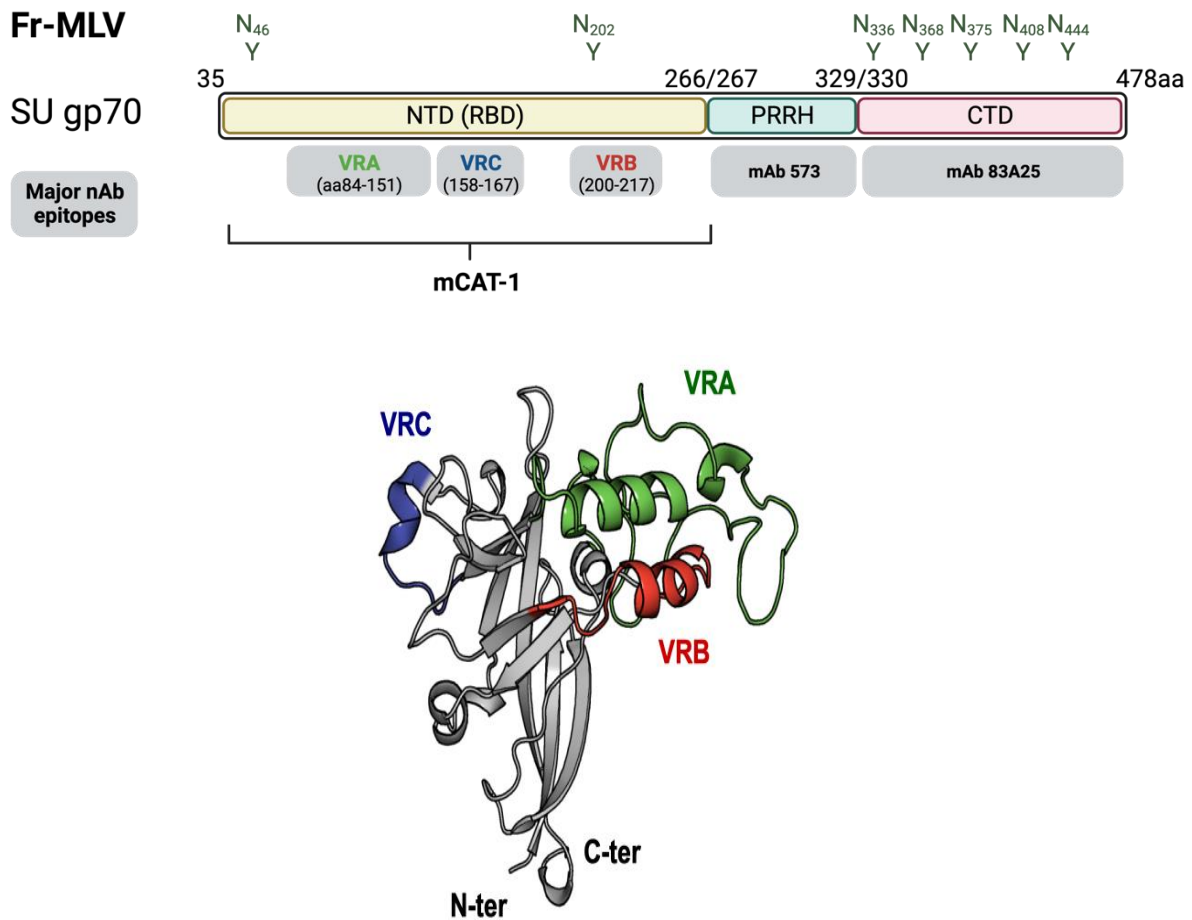 Fr-MLV
N46 N202 N336 N368 N375 N408 N444
Y Y Y Y Y Y Y
35 266/267 329/330 478aa
SU gp70 NTD (RBD) PRRH CTD
VRA VRC VRB
(aa84-151) (158-167) (200-217)
mAb 573 mAb 83A25
Major nAb
epitopes
mCAT-1
VRA
VRC
VRB
C-ter
N-ter